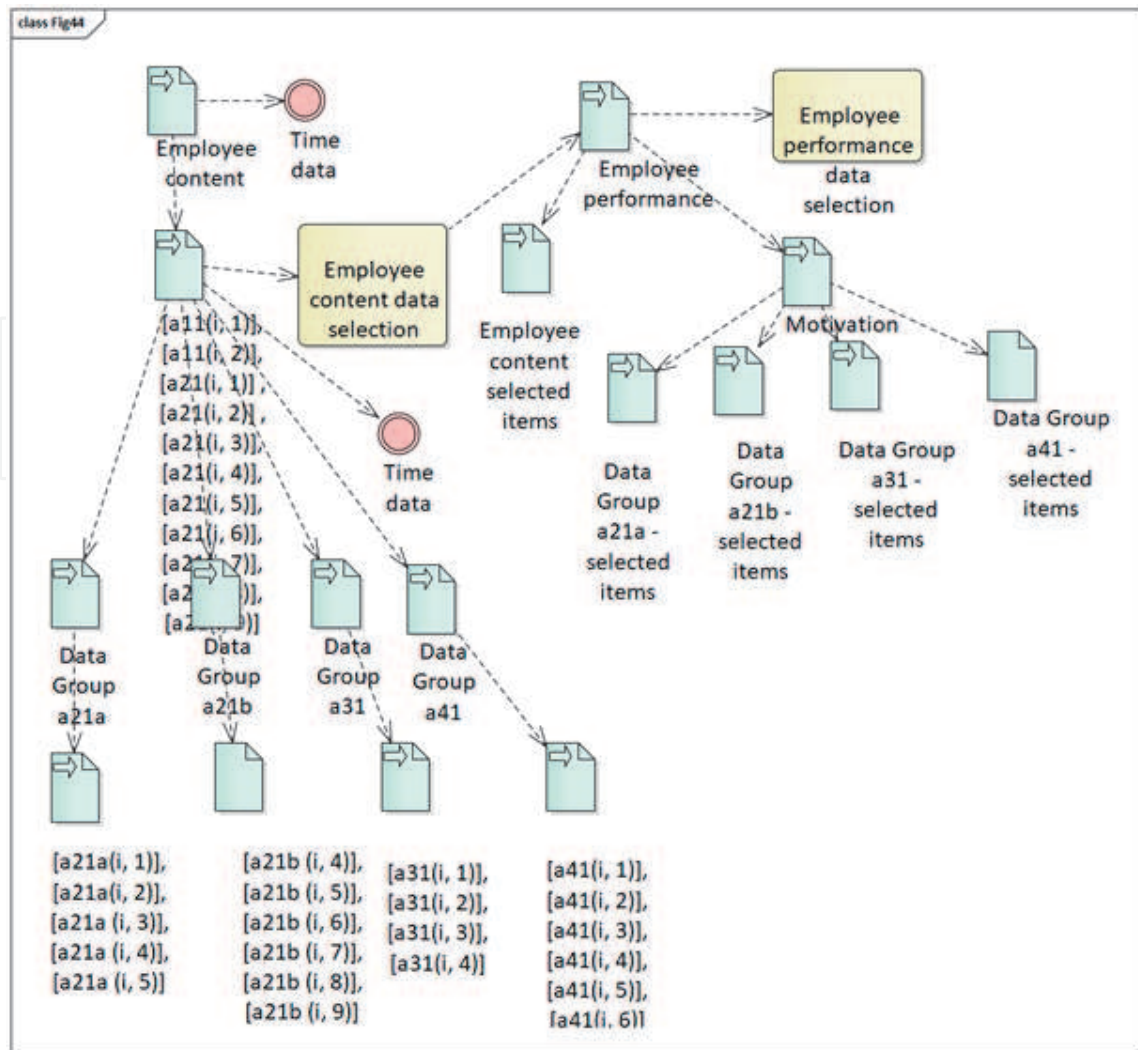 class Fig44
Employee
content
Time
data
Employee
performance
Employee
performance
data
selection
Employee
content data
selection
[a11(i, 1)],
[a11(i, 2)],
[a21(i, 1)] ,
[a21(i, 2)] ,
[a21(i, 3)],
[a21(i, 4)],
[a21(i, 5)],
[a21(i, 6)],
Time
data
Employee
content
selected
items
Motivation
Data
Group
a21a -
selected
items
Data
Group
a21b -
selected
items
Data Group
a31 -
selected
items
Data Group
a41 -
selected
items
Data
Group
a21a
Data
Group
a21b
Data
Group
a31
Data
Group
a41
[a21a(i, 1)],
[a21a(i, 2)],
[a21a (i, 3)],
[a21a (i, 4)],
[a21a (i, 5)]
[a21b (i, 4)],
[a21b (i, 5)],
[a21b (i, 6)],
[a21b (i, 7)],
[a21b (i, 8)],
[a21b (i, 9)]
[a31(i, 1)],
[a31(i, 2)],
[a31(i, 3)],
[a31(i, 4)]
[a41(i, 1)],
[a41(i, 2)],
[a41(i, 3)],
[a41(i, 4)],
[a41(i, 5)],
[a41(i, 6)]